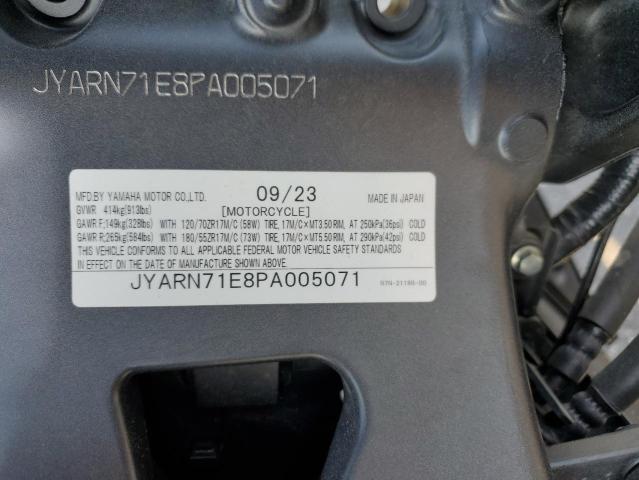 JYARN71E8PA005071
MFD.BY YAMAHA MOTOR CO.,LTD. 09/23 MADE IN JAPAN
GVWR 414kg(913lbs) [MOTORCYCLE]
GAWR F;149kg(328lbs) WITH 120/70ZR17M/C (58W) TIRE, 17M/C×MT3.50 RIM, AT 250kPa(36psi) COLD
GAWR R;265kg(584lbs) WITH 180/55ZR17M/C (73W) TIRE, 17M/C×MT5.50 RIM, AT 290kPa(42psi) COLD
THIS VEHICLE CONFORMS TO ALL APPLICABLE FEDERAL MOTOR VEHICLE SAFETY STANDARDS
IN EFFECT ON THE DATE OF MANUFACTURE SHOWN ABOVE.
JYARN71E8PA005071